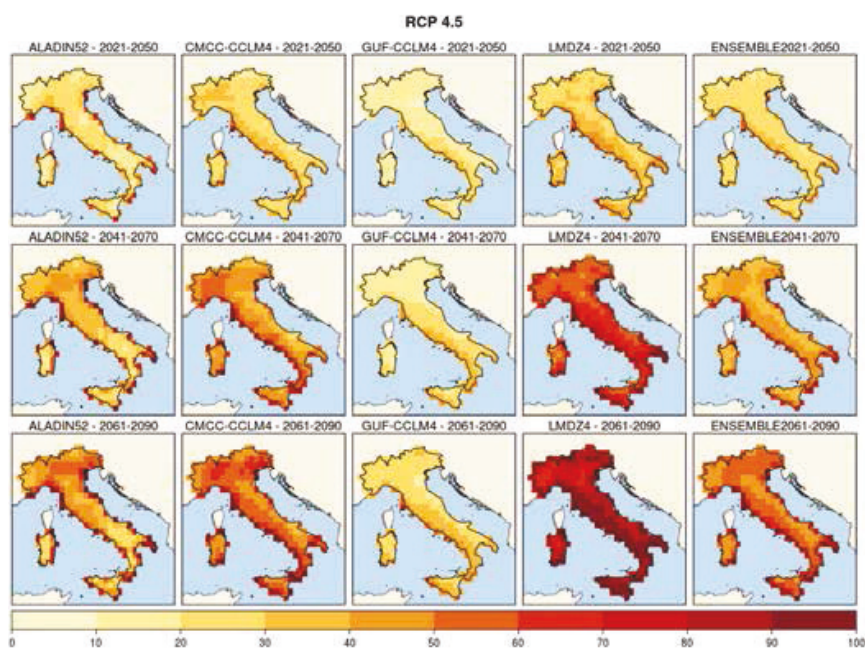 RCP 4.5
ALADIN52 - 2021-2050 CMCC-CCLM4 - 2021-2050 GUF-CCLM4 - 2021-2050 LMDZ4 - 2021-2050 ENSEMBLE2021-2050
ALADIN52 - 2041-2070 CMCC-CCLM4 - 2041-2070 GUF-CCLM4 - 2041-2070 LMDZ4 - 2041-2070 ENSEMBLE2041-2070
ALADIN52 - 2061-2090 CMCC-CCLM4 - 2061-2090 GUF-CCLM4 - 2061-2090 LMDZ4 - 2061-2090 ENSEMBLE2061-2090
0 10 20 30 40 50 60 70 80 90 100